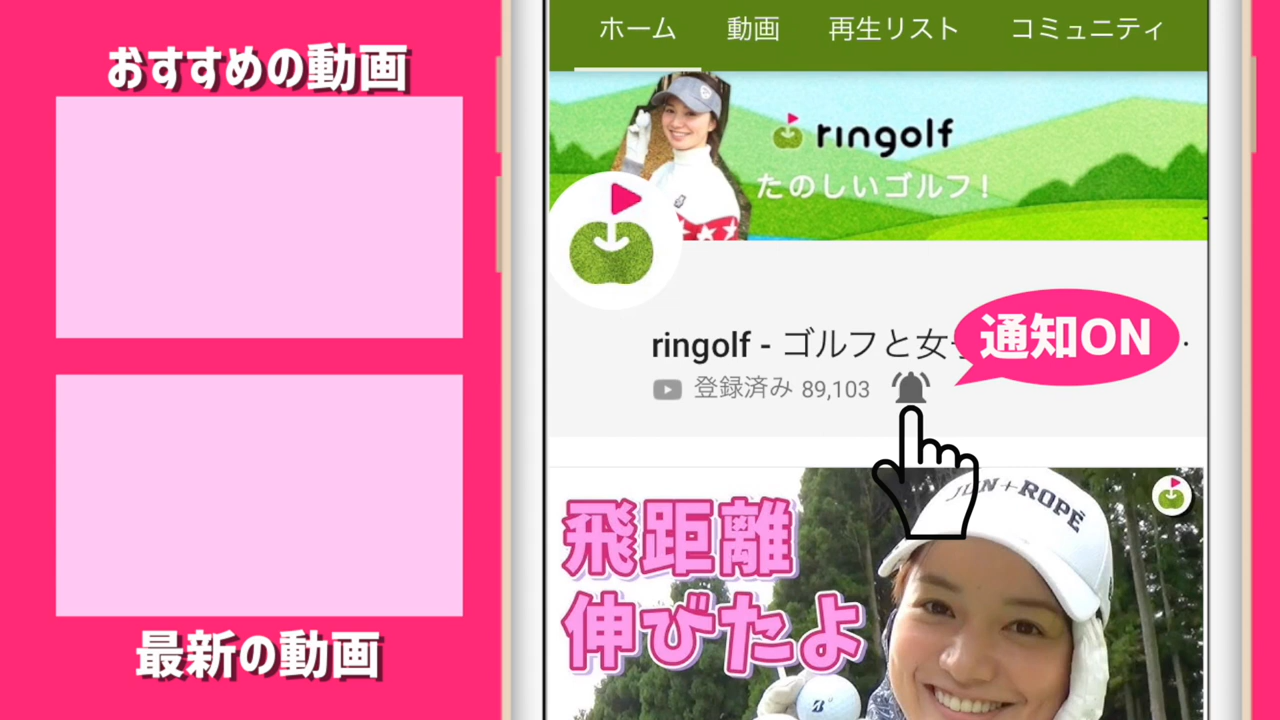 おすすめの動画
最新の動画
ホーム 動画 再生リスト コミュニティ
ringolf
たのしいゴルフ!
ringolf - ゴルフと女
通知ON
登録済み 89,103
JUN+ROPÉ
飛距離
伸びたよ
B